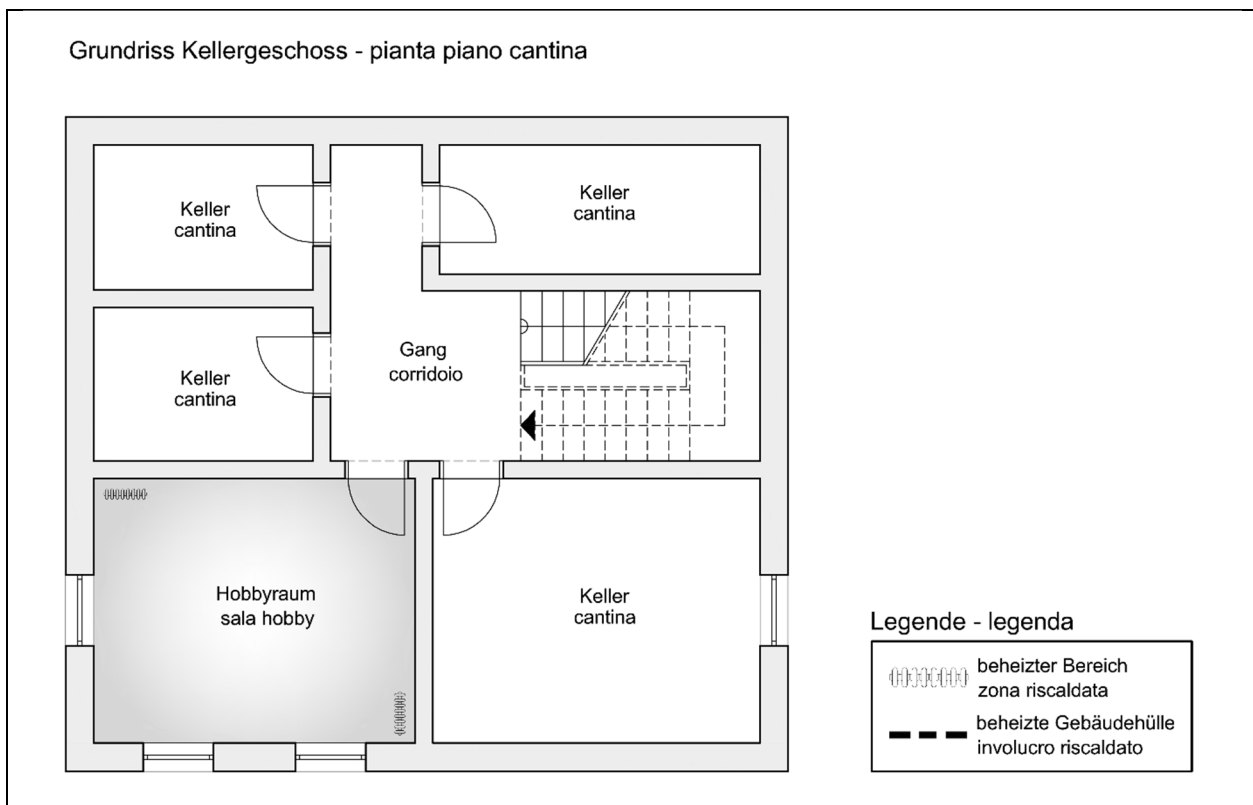 Grundriss Kellergeschoss - pianta piano cantina
Keller
cantina
Keller
cantina
Keller
cantina
Gang
corridoio
Hobbyraum
sala hobby
Keller
cantina
Legende - legenda
beheizter Bereich
zona riscaldata
beheizte Gebäudehülle
involucro riscaldato